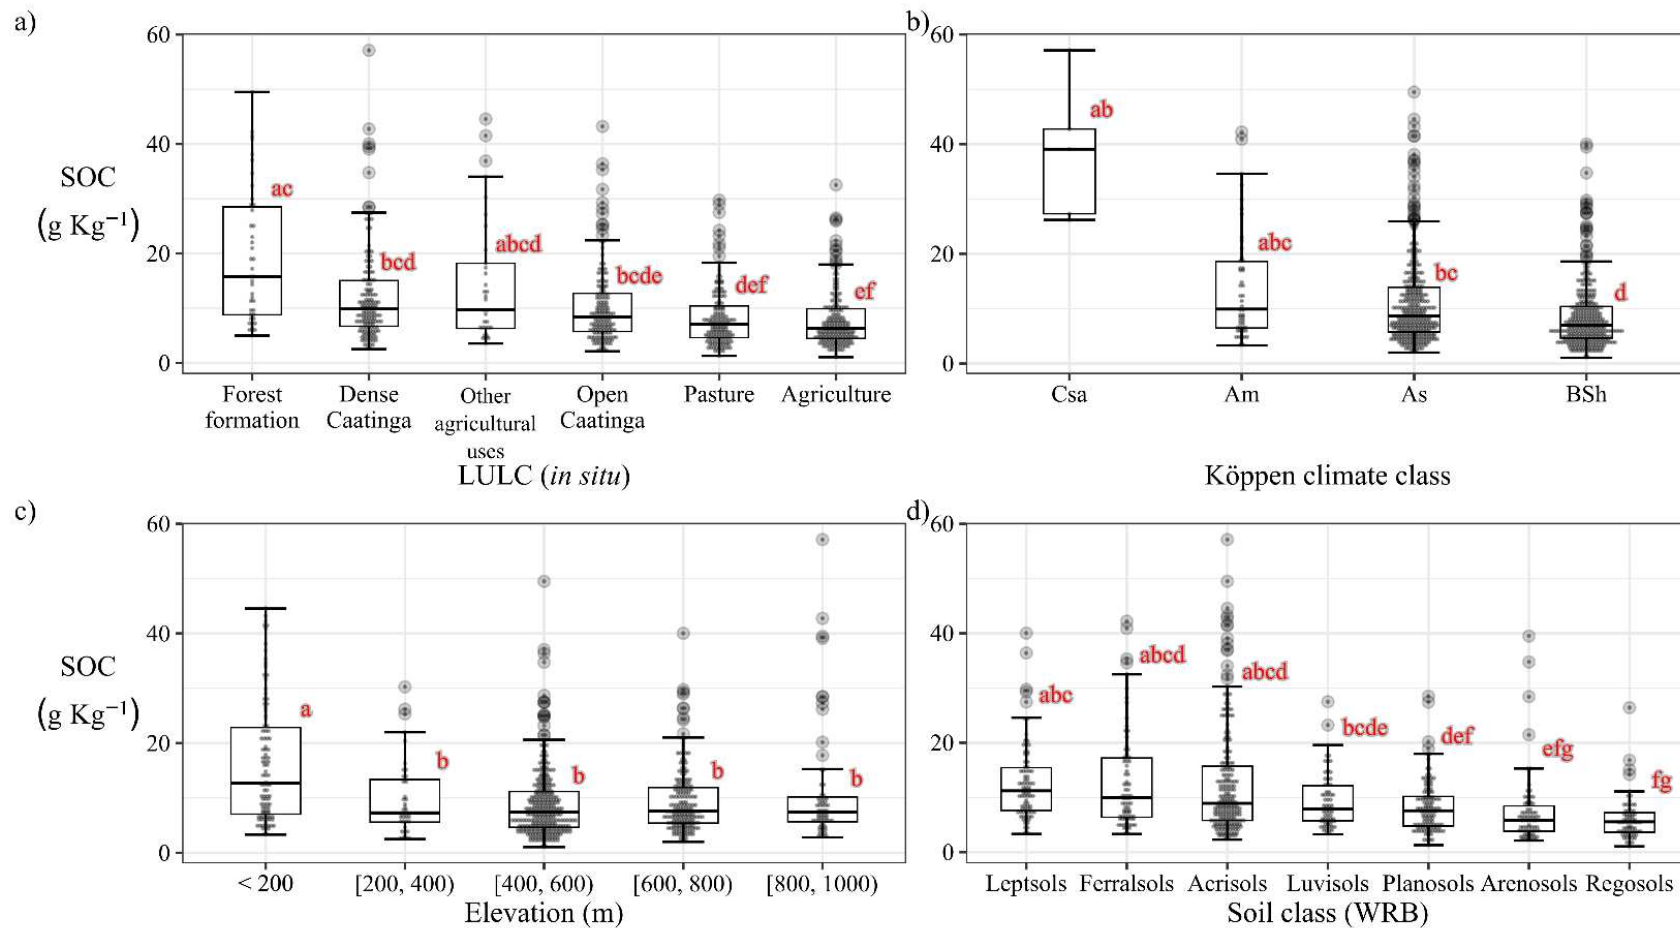 a)
60
40
20
0
SOC
(g Kg⁻¹)
ac
bcd
abcd
bcde
def
ef
Forest
formation
Dense
Caatinga
Other
agricultural
uses
Open
Caatinga
Pasture
Agriculture
LULC (in situ)
b)
60
40
20
0
ab
abc
bc
d
Csa
Am
As
BSh
Köppen climate class
c)
60
40
20
0
SOC
(g Kg⁻¹)
a
b
b
b
b
< 200
[200, 400)
[400, 600)
[600, 800)
[800, 1000)
Elevation (m)
d)
60
40
20
0
abc
abcd
abcd
bcde
def
efg
fg
Leptsols
Ferralsols
Acrisols
Luvisols
Planosols
Arenosols
Regosols
Soil class (WRB)